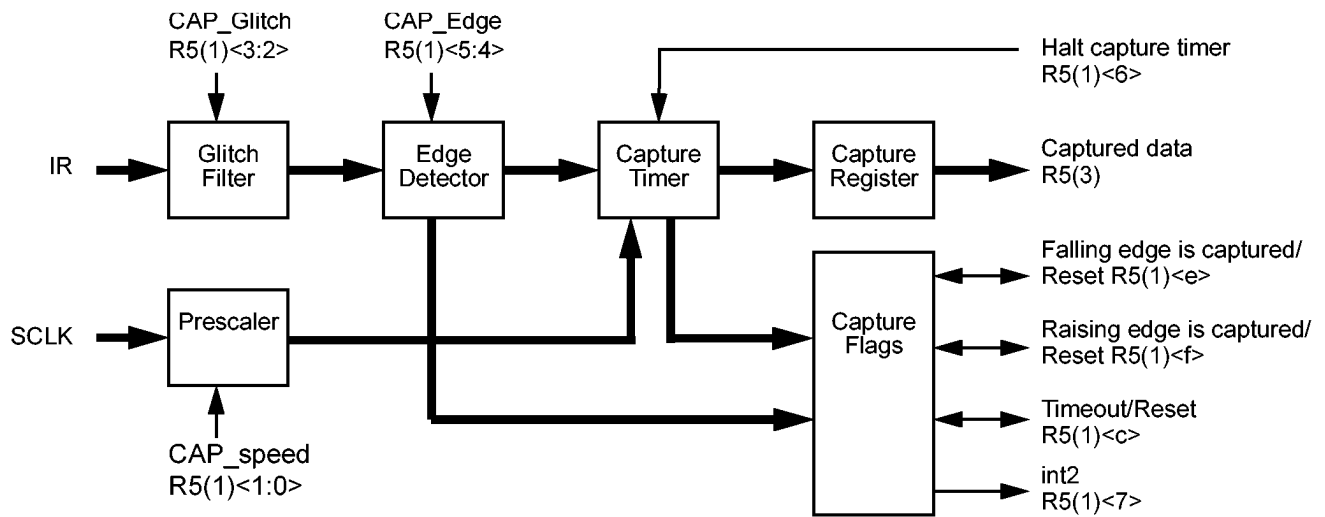 CAP_Glitch
R5(1)<3:2>
CAP_Edge
R5(1)<5:4>
Halt capture timer
R5(1)<6>
IR
Glitch
Filter
Edge
Detector
Capture
Timer
Capture
Register
Captured data
R5(3)
Falling edge is captured/
Reset R5(1)<e>
SCLK
Prescaler
Capture
Flags
Raising edge is captured/
Reset R5(1)<f>
Timeout/Reset
R5(1)<c>
CAP_speed
R5(1)<1:0>
int2
R5(1)<7>